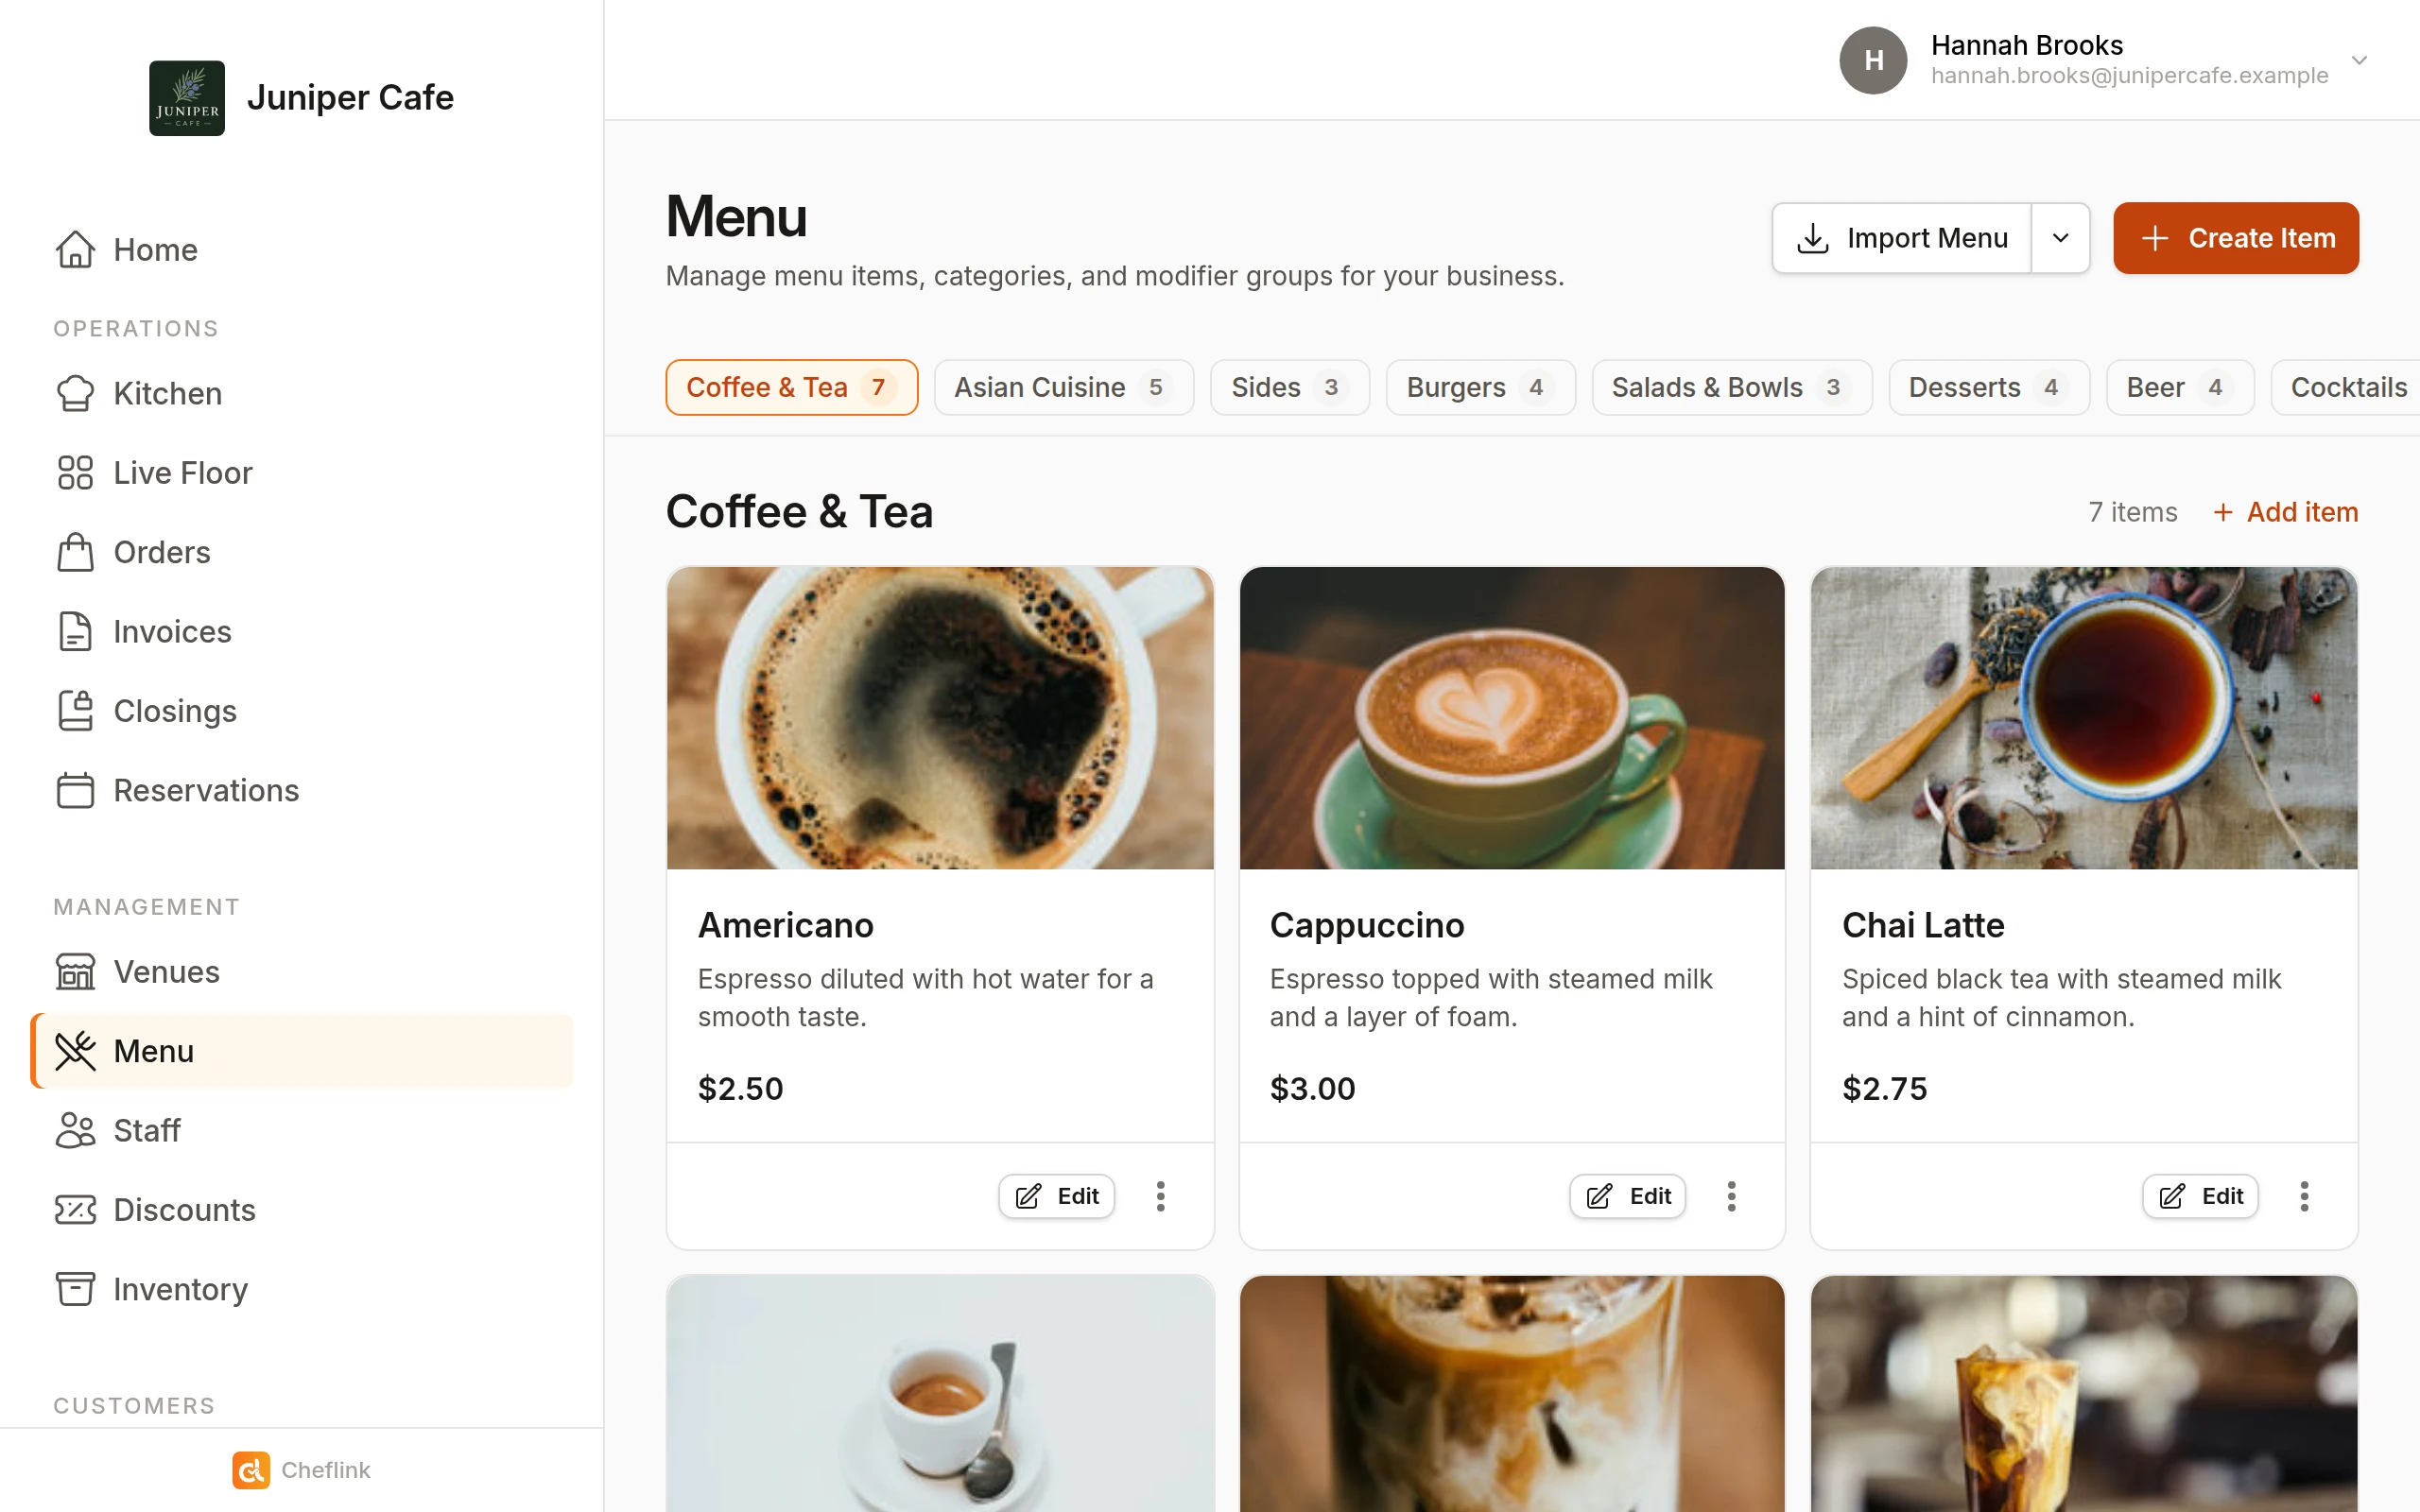 JUNIPER
CAFE
Juniper Cafe
Home
OPERATIONS
Kitchen
Live Floor
Orders
Invoices
Closings
Reservations
MANAGEMENT
Venues
Menu
Staff
Discounts
Inventory
CUSTOMERS
Cheflink
H
Hannah Brooks
hannah.brooks@junipercafe.example
Menu
Manage menu items, categories, and modifier groups for your business.
Import Menu
Create Item
Coffee & Tea 7
Asian Cuisine 5
Sides 3
Burgers 4
Salads & Bowls 3
Desserts 4
Beer 4
Cocktails
Coffee & Tea
7 items
Add item
Americano
Espresso diluted with hot water for a
smooth taste.
$2.50
Edit
Cappuccino
Espresso topped with steamed milk
and a layer of foam.
$3.00
Edit
Chai Latte
Spiced black tea with steamed milk
and a hint of cinnamon.
$2.75
Edit